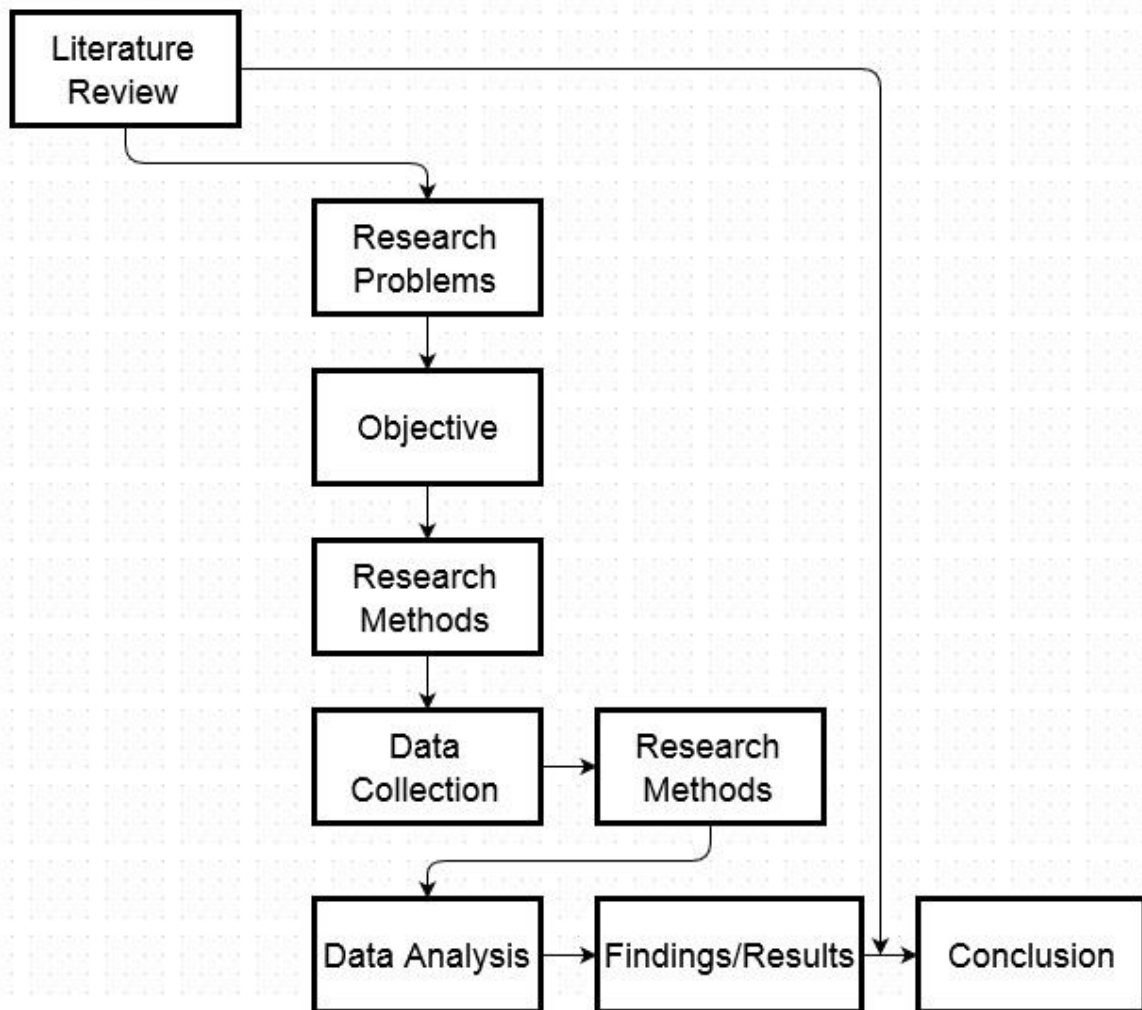 Literature
Review
Research
Problems
Objective
Research
Methods
Data
Collection
Research
Methods
Data Analysis
Findings/Results
Conclusion